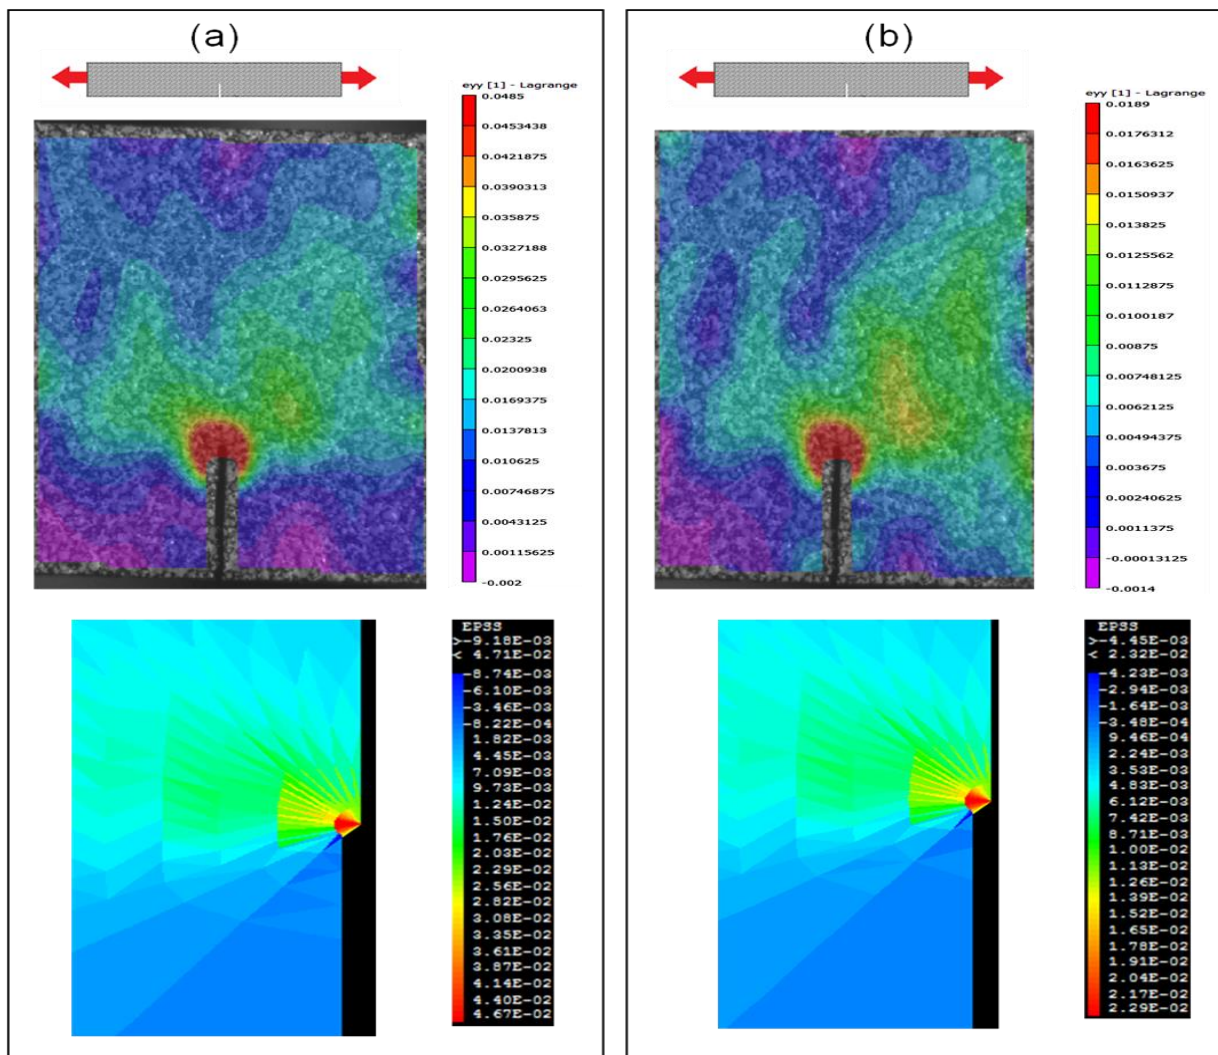 (a)
eyy [1] - Lagrange
0.0485
0.0453438
0.0421875
0.0390313
0.035875
0.0327188
0.0295625
0.0264063
0.02325
0.0200938
0.0169375
0.0137813
0.010625
0.00746875
0.0043125
0.00115625
-0.002
EPSS
>-9.18E-03
< 4.71E-02
-8.74E-03
-6.10E-03
-3.46E-03
-8.22E-04
1.82E-03
4.45E-03
7.09E-03
9.73E-03
1.24E-02
1.50E-02
1.76E-02
2.03E-02
2.29E-02
2.56E-02
2.82E-02
3.08E-02
3.35E-02
3.61E-02
3.87E-02
4.14E-02
4.40E-02
4.67E-02
(b)
eyy [1] - Lagrange
0.0189
0.0176312
0.0163625
0.0150937
0.013825
0.0125562
0.0112875
0.0100187
0.00875
0.00748125
0.0062125
0.00494375
0.003675
0.00240625
0.0011375
-0.00013125
-0.0014
EPSS
>-4.45E-03
< 2.32E-02
-4.23E-03
-2.94E-03
-1.64E-03
-3.48E-04
9.46E-04
2.24E-03
3.53E-03
4.83E-03
6.12E-03
7.42E-03
8.71E-03
1.00E-02
1.13E-02
1.26E-02
1.39E-02
1.52E-02
1.65E-02
1.78E-02
1.91E-02
2.04E-02
2.17E-02
2.29E-02